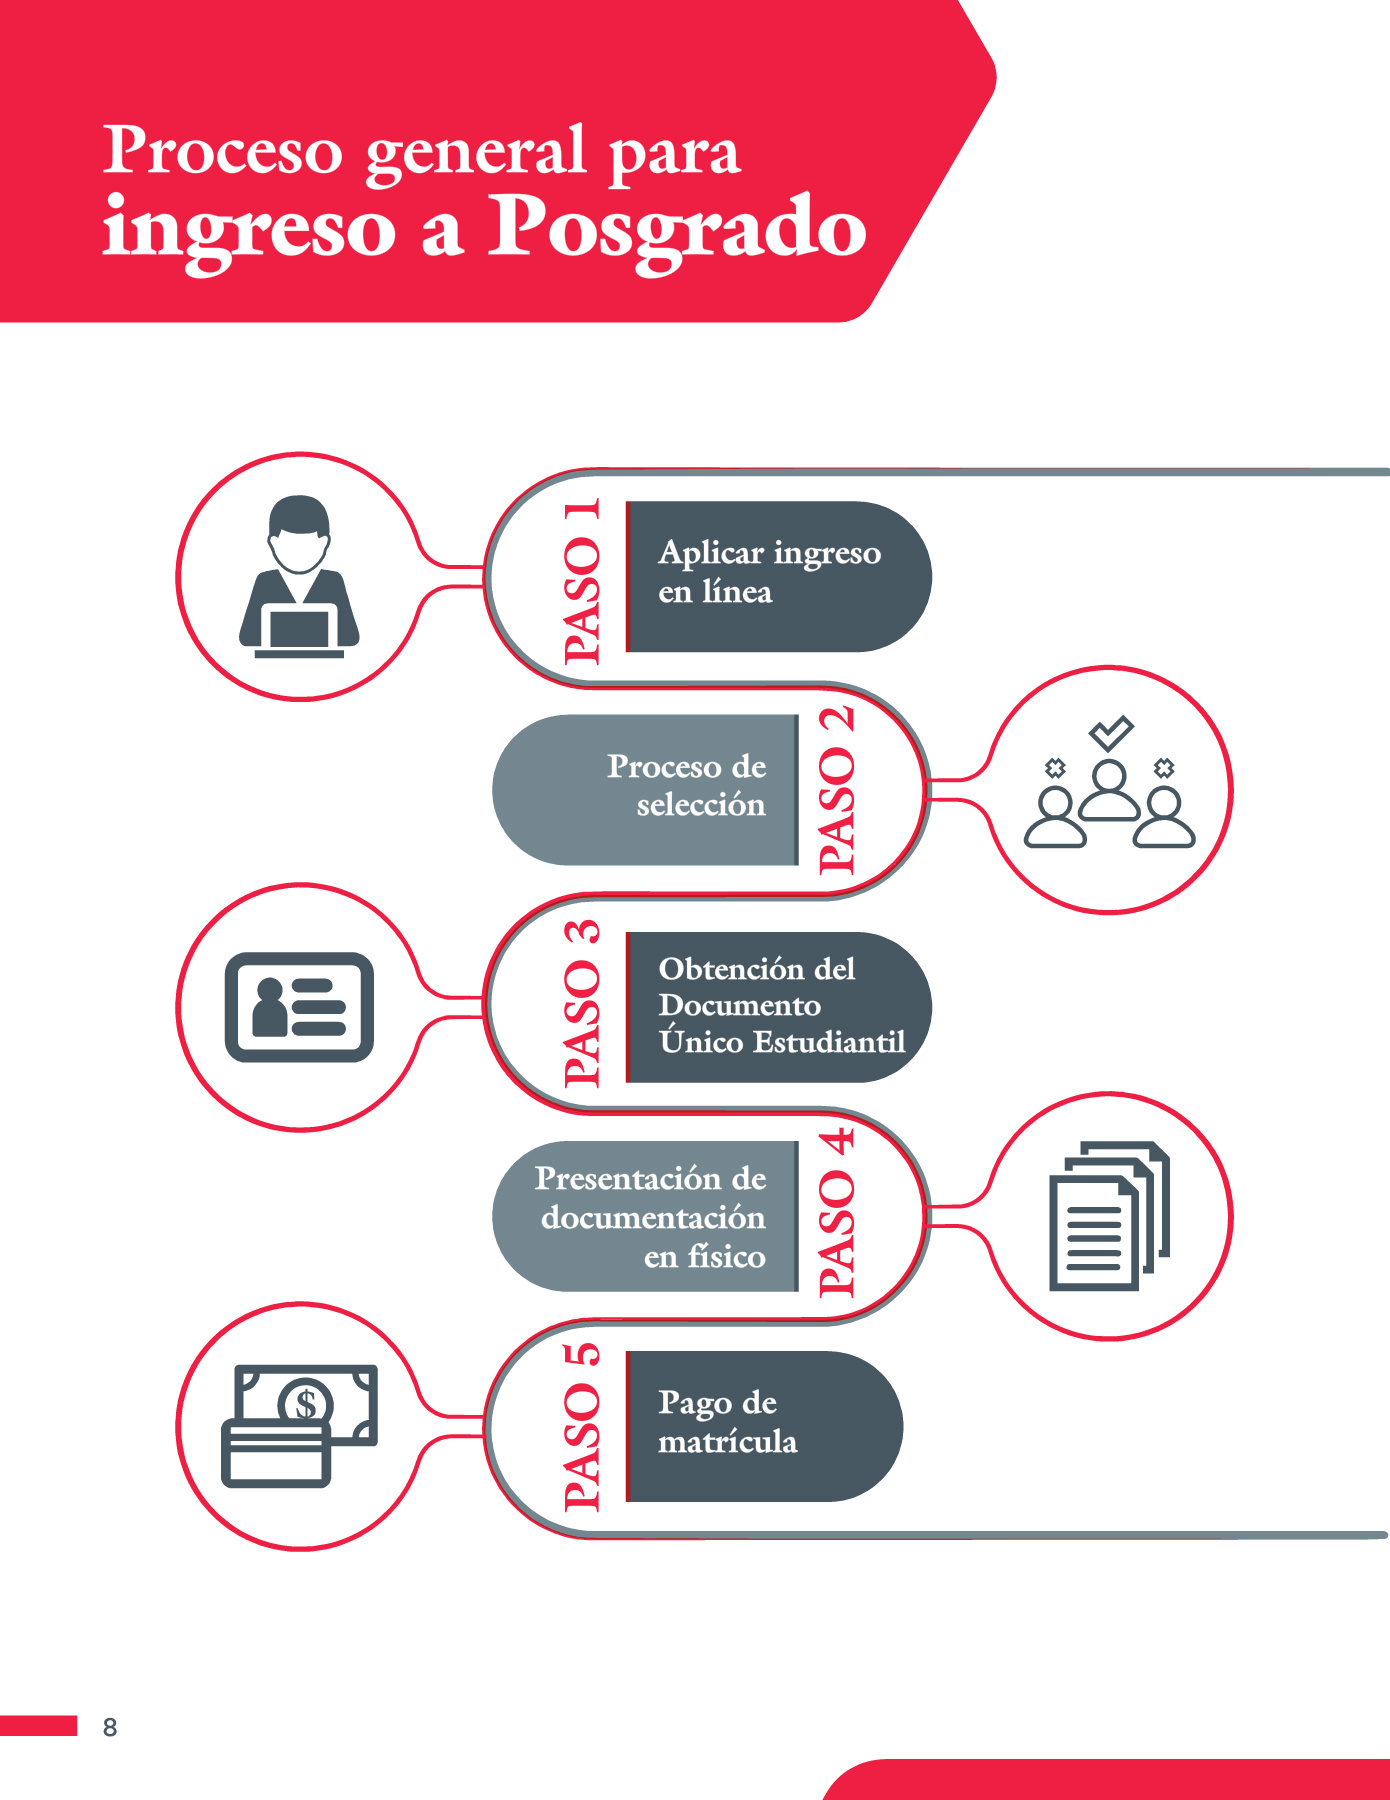 Proceso general para
ingreso a Posgrado
PASO 1
Aplicar ingreso
en línea
Proceso de
selección
PASO 2
PASO 3
Obtención del
Documento
Único Estudiantil
Presentación de
documentación
en físico
PASO 4
$
PASO 5
Pago de
matrícula
8